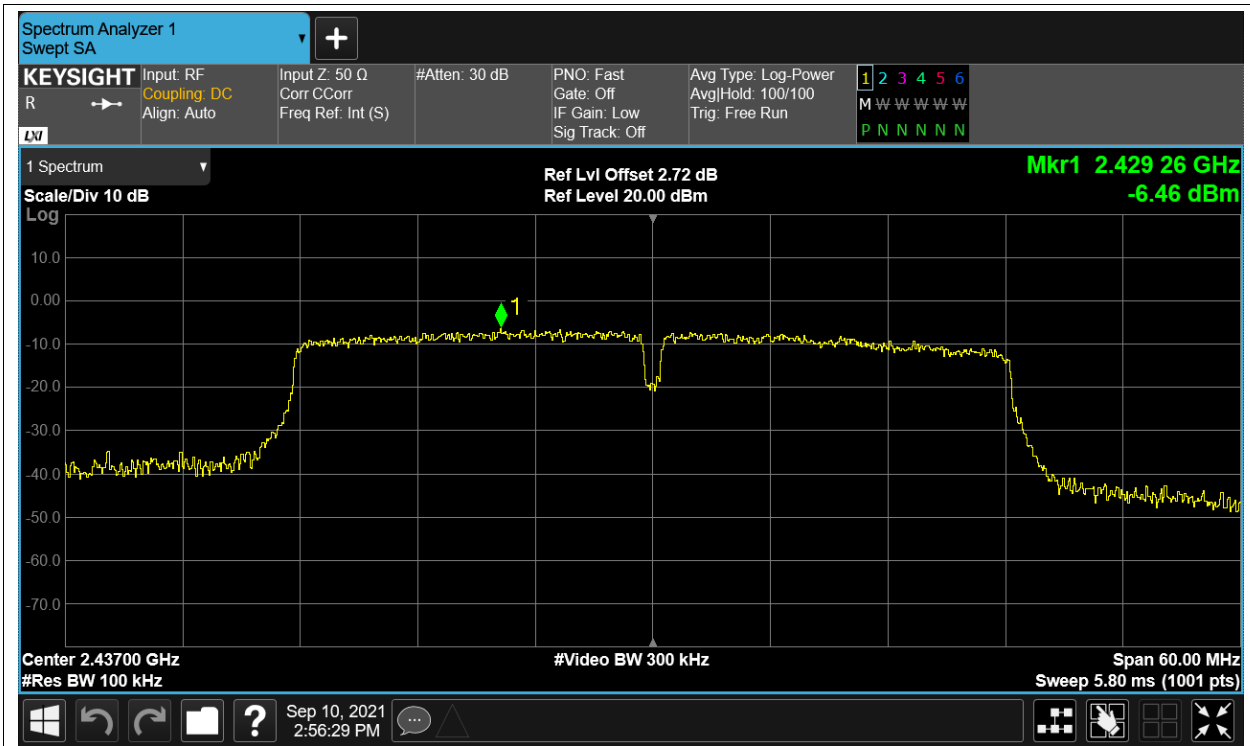 Spectrum Analyzer 1
Swept SA
KEYSIGHT
R
LXI
Input: RF
Coupling: DC
Align: Auto
Input Z: 50 Ω
Corr CCorr
Freq Ref: Int (S)
#Atten: 30 dB
PNO: Fast
Gate: Off
IF Gain: Low
Sig Track: Off
Avg Type: Log-Power
Avg|Hold: 100/100
Trig: Free Run
1 2 3 4 5 6
M W W W W W
P N N N N N
1 Spectrum
Scale/Div 10 dB
Log
Ref Lvl Offset 2.72 dB
Ref Level 20.00 dBm
Mkr1 2.429 26 GHz
-6.46 dBm
10.0
0.00
1
-10.0
-20.0
-30.0
-40.0
-50.0
-60.0
-70.0
Center 2.43700 GHz
#Video BW 300 kHz
Span 60.00 MHz
#Res BW 100 kHz
Sweep 5.80 ms (1001 pts)
?
Sep 10, 2021
2:56:29 PM